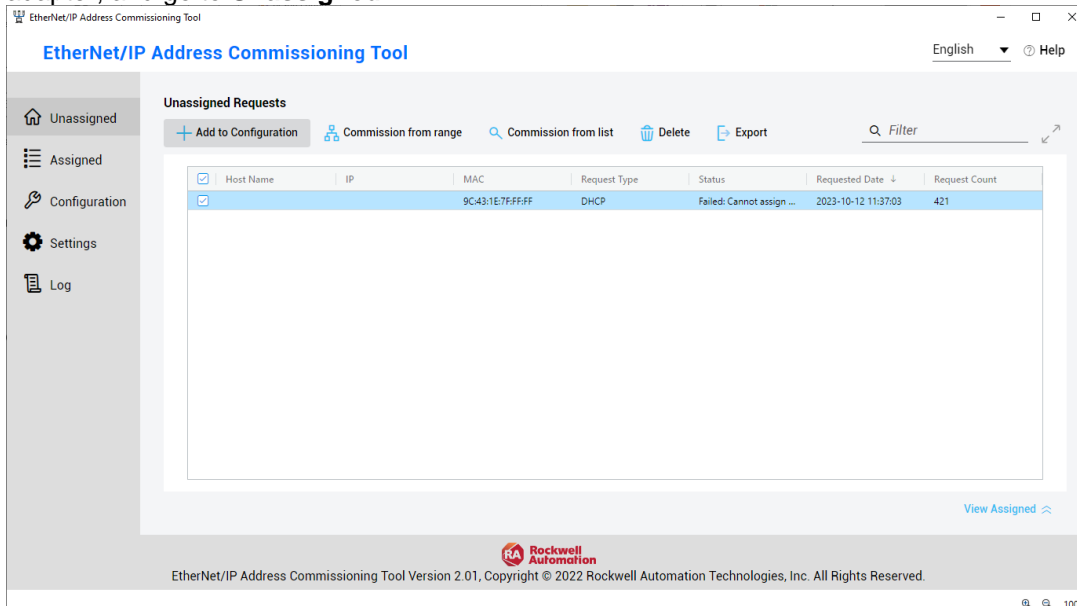 EtherNet/IP Address Commissioning Tool
EtherNet/IP Address Commissioning Tool
English
Help
Unassigned
Assigned
Configuration
Settings
Log
Unassigned Requests
Add to Configuration Commission from range Commission from list Delete Export Filter
Host Name IP MAC Request Type Status Requested Date Request Count
9C:43:1E:7F:FF:FF DHCP Failed: Cannot assign ... 2023-10-12 11:37:03 421
View Assigned
RA Rockwell Automation
EtherNet/IP Address Commissioning Tool Version 2.01, Copyright © 2022 Rockwell Automation Technologies, Inc. All Rights Reserved.
100